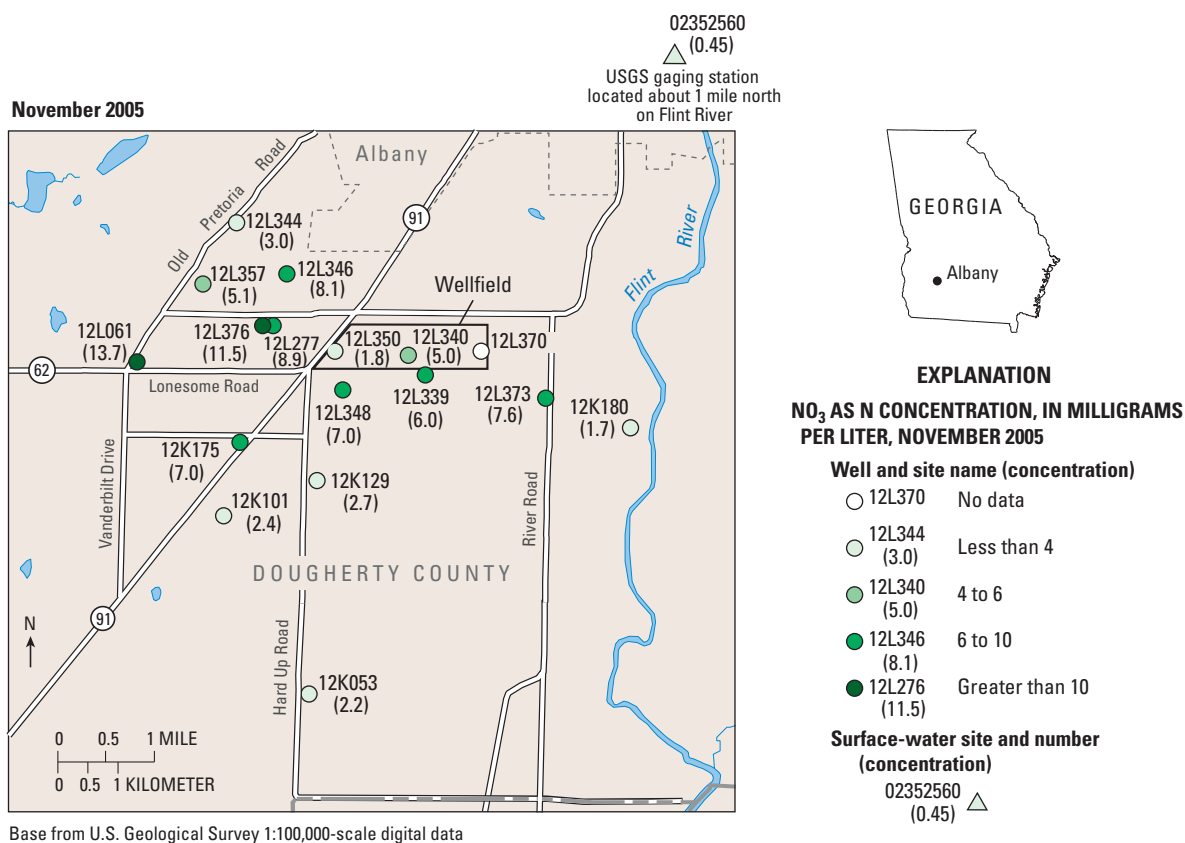 02352560
(0.45)
USGS gaging station
located about 1 mile north
on Flint River
November 2005
Albany
Old Pretoria Road
91
12L344
(3.0)
Flint River
GEORGIA
Albany
12L357
(5.1)
12L346
(8.1)
Wellfield
12L061
(13.7)
12L376
(11.5)
12L277
(8.9)
12L350
(1.8)
12L340
(5.0)
12L370
62
Lonesome Road
12L348
(7.0)
12L339
(6.0)
12L373
(7.6)
12K180
(1.7)
12K175
(7.0)
Vanderbilt Drive
12K101
(2.4)
12K129
(2.7)
River Road
DOUGHERTY COUNTY
91
N
Hard Up Road
12K053
(2.2)
0 0.5 1 MILE
0 0.5 1 KILOMETER
Base from U.S. Geological Survey 1:100,000-scale digital data
EXPLANATION
NO3 AS N CONCENTRATION, IN MILLIGRAMS
PER LITER, NOVEMBER 2005
Well and site name (concentration)
12L370 No data
12L344
(3.0)
Less than 4
12L340
(5.0)
4 to 6
12L346
(8.1)
6 to 10
12L276
(11.5)
Greater than 10
Surface-water site and number
(concentration)
02352560
(0.45)